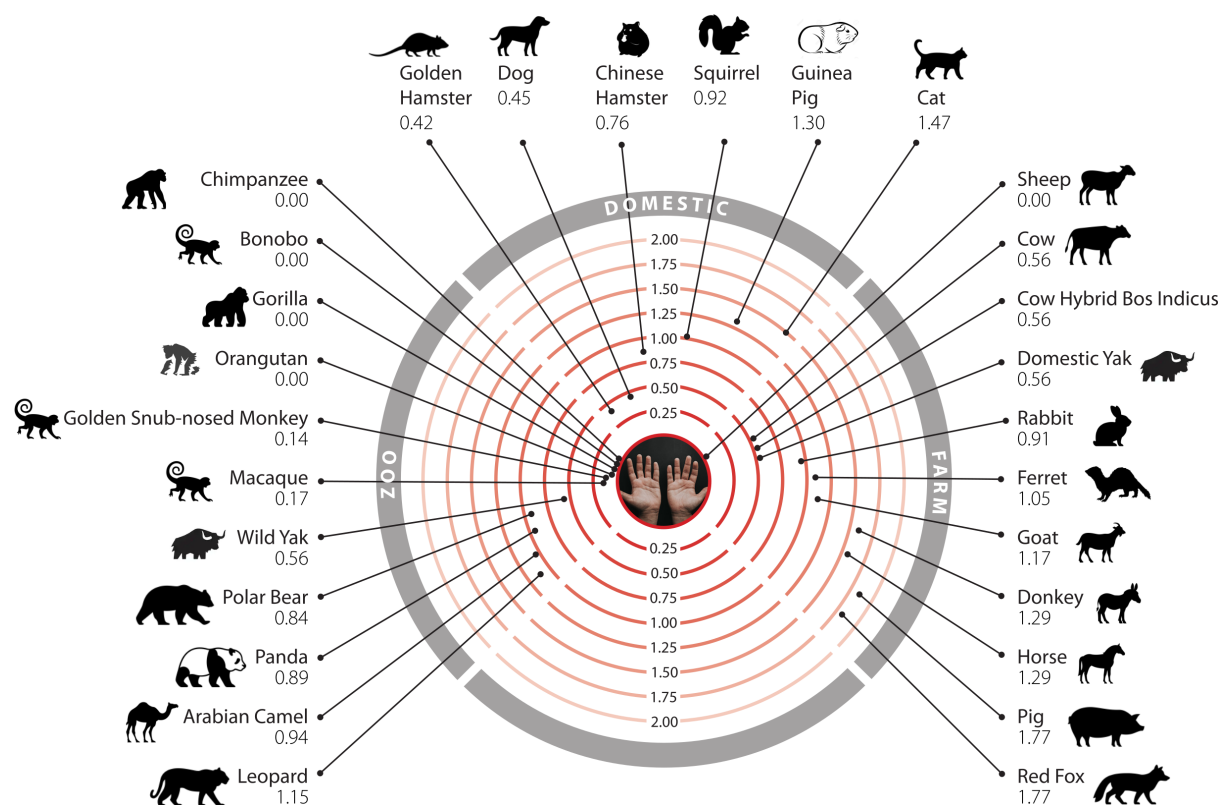 Golden
Hamster
0.42
Dog
0.45
Chinese
Hamster
0.76
Squirrel
0.92
Guinea
Pig
1.30
Cat
1.47
Chimpanzee
0.00
Bonobo
0.00
Gorilla
0.00
Orangutan
0.00
Golden Snub-nosed Monkey
0.14
Macaque
0.17
Wild Yak
0.56
Polar Bear
0.84
Panda
0.89
Arabian Camel
0.94
Leopard
1.15
DOMESTIC
2.00
1.75
1.50
1.25
1.00
0.75
0.50
0.25
ZOO
FARM
0.25
0.50
0.75
1.00
1.25
1.50
1.75
2.00
Sheep
0.00
Cow
0.56
Cow Hybrid Bos Indicus
0.56
Domestic Yak
0.56
Rabbit
0.91
Ferret
1.05
Goat
1.17
Donkey
1.29
Horse
1.29
Pig
1.77
Red Fox
1.77